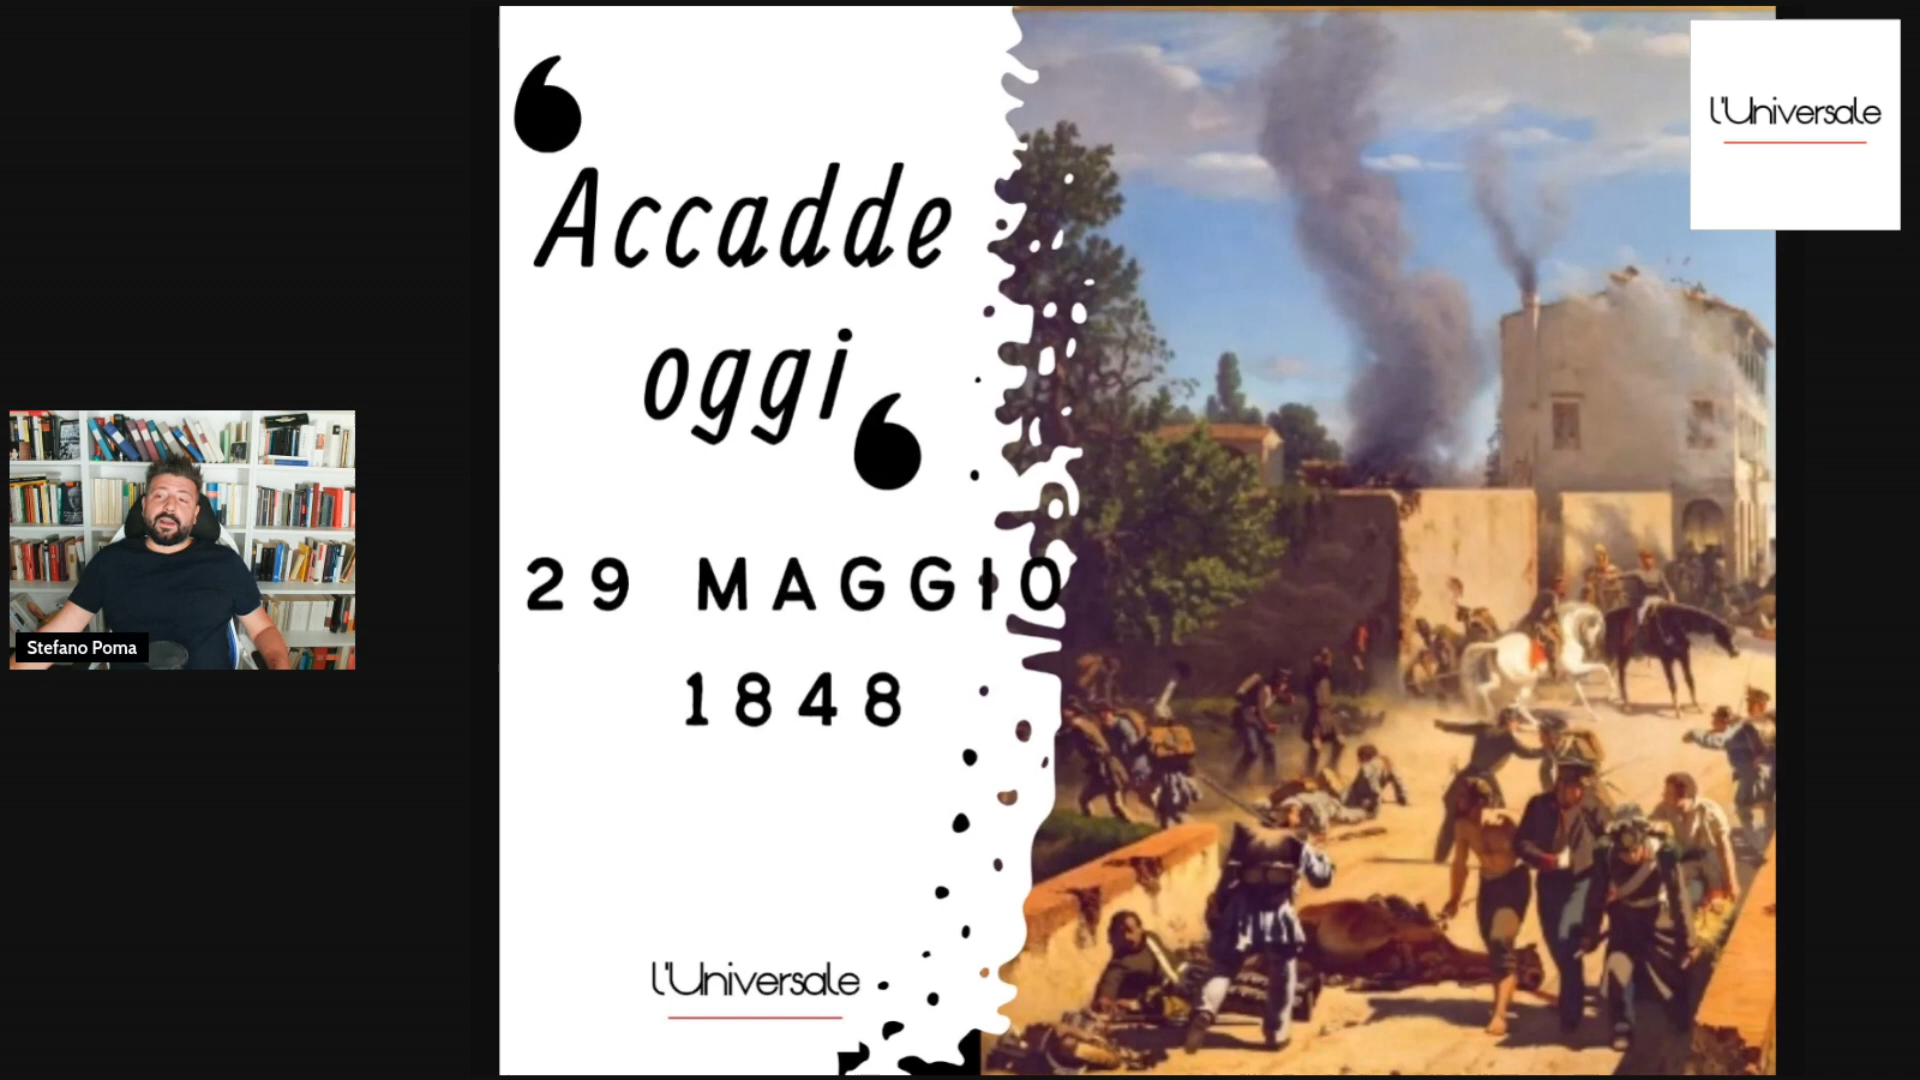 Accadde
oggi
29 MAGGIO
1848
l'Universale
l'Universale
Stefano Poma